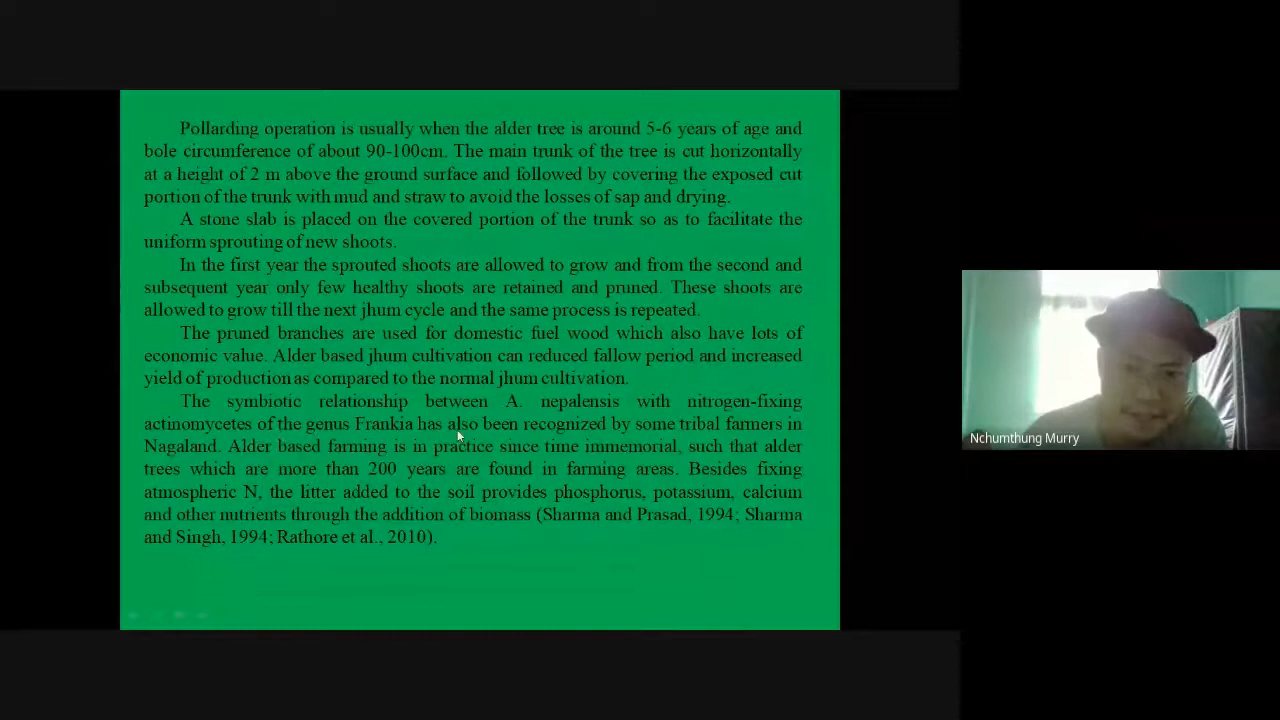 Pollarding operation is usually when the alder tree is around 5-6 years of age and
bole circumference of about 90-100cm. The main trunk of the tree is cut horizontally
at a height of 2 m above the ground surface and followed by covering the exposed cut
portion of the trunk with mud and straw to avoid the losses of sap and drying.
A stone slab is placed on the covered portion of the trunk so as to facilitate the
uniform sprouting of new shoots.
In the first year the sprouted shoots are allowed to grow and from the second and
subsequent year only few healthy shoots are retained and pruned. These shoots are
allowed to grow till the next jhum cycle and the same process is repeated.
The pruned branches are used for domestic fuel wood which also have lots of
economic value. Alder based jhum cultivation can reduced fallow period and increased
yield of production as compared to the normal jhum cultivation.
The symbiotic relationship between A. nepalensis with nitrogen-fixing
actinomycetes of the genus Frankia has also been recognized by some tribal farmers in
Nagaland. Alder based farming is in practice since time immemorial, such that alder
trees which are more than 200 years are found in farming areas. Besides fixing
atmospheric N, the litter added to the soil provides phosphorus, potassium, calcium
and other nutrients through the addition of biomass (Sharma and Prasad, 1994; Sharma
and Singh, 1994; Rathore et al., 2010).
Nchumthung Murry